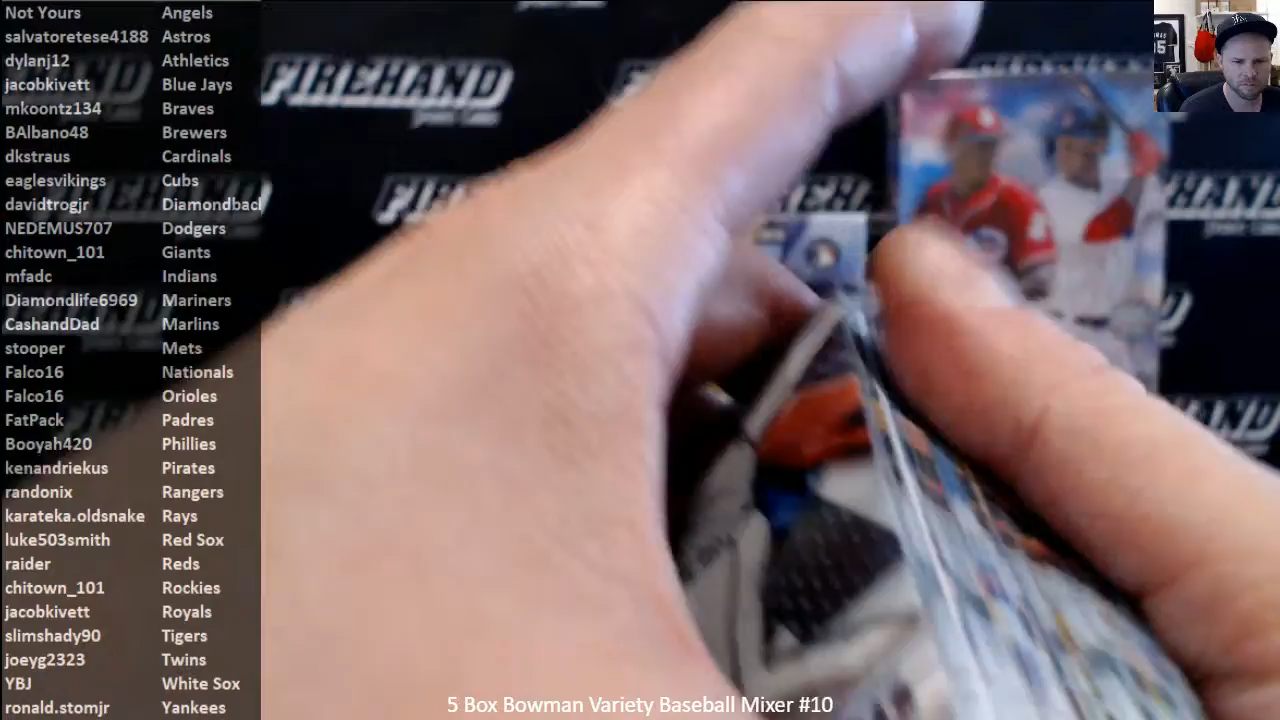 Not Yours Angels
salvatoretese4188 Astros
dylanj12 Athletics
jacobkivett Blue Jays
mkoontz134 Braves
BAlbano48 Brewers
dkstraus Cardinals
eaglesvikings Cubs
davidtrogjr Diamondback
NEDEMUS707 Dodgers
chitown_101 Giants
mfadc Indians
Diamondlife6969 Mariners
CashandDad Marlins
stooper Mets
Falco16 Nationals
Falco16 Orioles
FatPack Padres
Booyah420 Phillies
kenandriekus Pirates
randonix Rangers
karateka.oldsnake Rays
luke503smith Red Sox
raider Reds
chitown_101 Rockies
jacobkivett Royals
slimshady90 Tigers
joeyg2323 Twins
YBJ White Sox
ronald.stomjr Yankees
FIREHAND
5 Box Bowman Variety Baseball Mixer #10